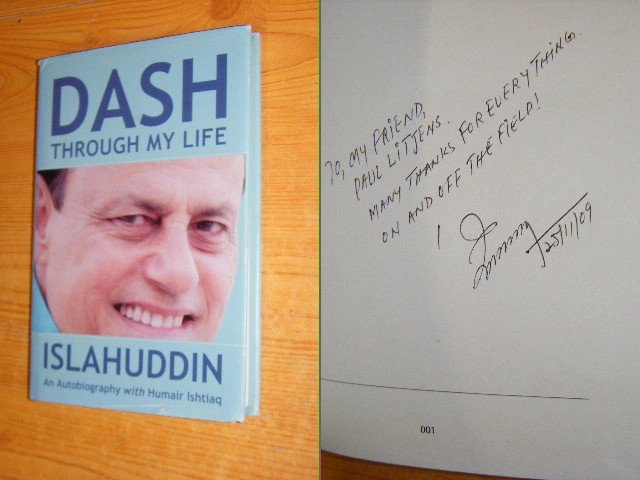 DASH
THROUGH MY LIFE
ISLAHUDDIN
An Autobiography with Humair Ishtiaq
TO, MY FRIEND,
PAUL LITJENS.
MANY THANKS FOR EVERYTHING
ON AND OFF THE FIELD!
25/11/09
001